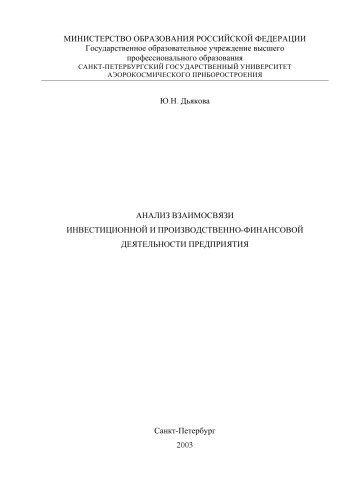 МИНИСТЕРСТВО ОБРАЗОВАНИЯ РОССИЙСКОЙ ФЕДЕРАЦИИ
Государственное образовательное учреждение высшего
профессионального образования
САНКТ-ПЕТЕРБУРГСКИЙ ГОСУДАРСТВЕННЫЙ УНИВЕРСИТЕТ
АЭРОКОСМИЧЕСКОГО ПРИБОРОСТРОЕНИЯ
Ю.Н. Дьякова
АНАЛИЗ ВЗАИМОСВЯЗИ
ИНВЕСТИЦИОННОЙ И ПРОИЗВОДСТВЕННО-ФИНАНСОВОЙ
ДЕЯТЕЛЬНОСТИ ПРЕДПРИЯТИЯ
Санкт-Петербург
2003